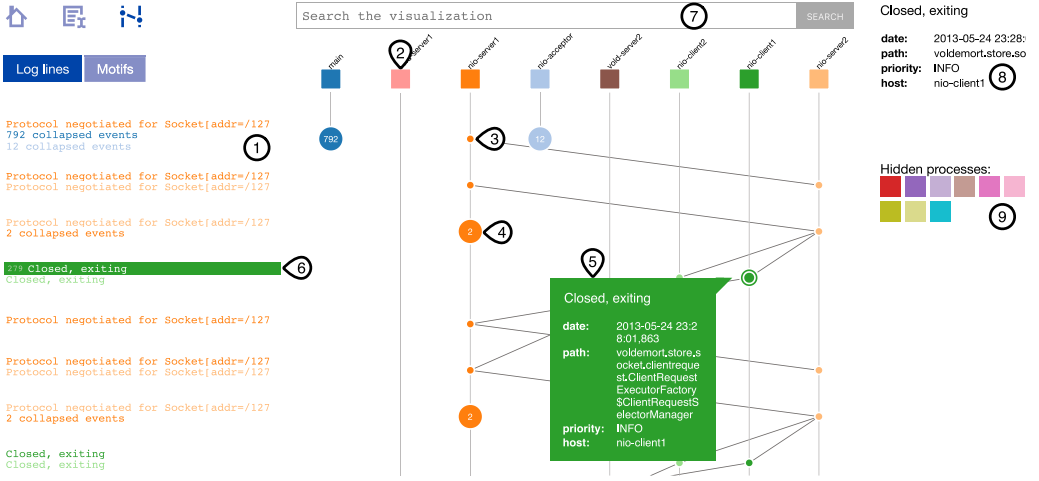 Search the visualization
7
SEARCH
Closed, exiting
date: 2013-05-24 23:28:
path: voldemort.store.so
priority: INFO
host: nio-client1
8
Log lines
Motifs
main
2
-server1
nio-server1
nio-acceptor
void-server2
nio-client2
nio-client1
nio-server2
Protocol negotiated for Socket[addr=/127
792 collapsed events
12 collapsed events
1
792
3
12
Protocol negotiated for Socket[addr=/127
Protocol negotiated for Socket[addr=/127
Hidden processes:
9
Protocol negotiated for Socket[addr=/127
2 collapsed events
2
4
279 Closed, exiting
6
Closed, exiting
5
Closed, exiting
date: 2013-05-24 23:2
8:01,863
path: voldemort.store.s
ocket.clientreque
st.ClientRequest
ExecutorFactory
$ClientRequestS
electorManager
priority: INFO
host: nio-client1
Protocol negotiated for Socket[addr=/127
Protocol negotiated for Socket[addr=/127
Protocol negotiated for Socket[addr=/127
Protocol negotiated for Socket[addr=/127
2 collapsed events
2
Closed, exiting
Closed, exiting